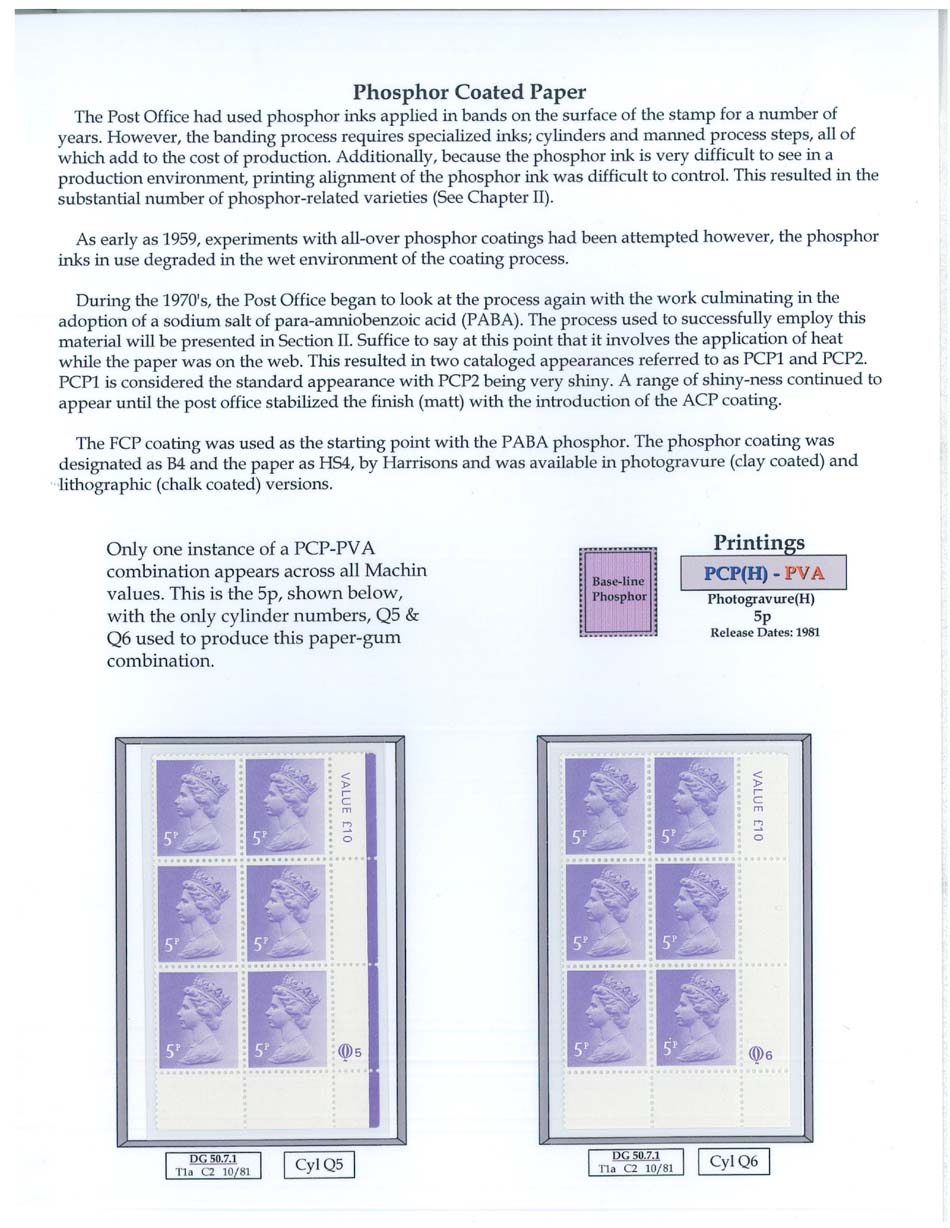 Phosphor Coated Paper
The Post Office had used phosphor inks applied in bands on the surface of the stamp for a number of
years. However, the banding process requires specialized inks; cylinders and manned process steps, all of
which add to the cost of production. Additionally, because the phosphor ink is very difficult to see in a
production environment, printing alignment of the phosphor ink was difficult to control. This resulted in the
substantial number of phosphor-related varieties (See Chapter II).
As early as 1959, experiments with all-over phosphor coatings had been attempted however, the phosphor
inks in use degraded in the wet environment of the coating process.
During the 1970's, the Post Office began to look at the process again with the work culminating in the
adoption of a sodium salt of para-amniobenzoic acid (PABA). The process used to successfully employ this
material will be presented in Section II. Suffice to say at this point that it involves the application of heat
while the paper was on the web. This resulted in two cataloged appearances referred to as PCP1 and PCP2.
PCP1 is considered the standard appearance with PCP2 being very shiny. A range of shiny-ness continued to
appear until the post office stabilized the finish (matt) with the introduction of the ACP coating.
The FCP coating was used as the starting point with the PABA phosphor. The phosphor coating was
designated as B4 and the paper as HS4, by Harrisons and was available in photogravure (clay coated) and
lithographic (chalk coated) versions.
Only one instance of a PCP-PVA
combination appears across all Machin
values. This is the 5p, shown below,
with the only cylinder numbers, Q5 &
Q6 used to produce this paper-gum
combination.
Base-line
Phosphor
Printings
PCP(H) - PVA
Photogravure(H)
5p
Release Dates: 1981
VALUE £10
5P 5P
5P 5P
5P 5P
Q5
DG 50.7.1
T1a C2 10/81
Cyl Q5
VALUE £10
5P 5P
5P 5P
5P 5P
Q6
DG 50.7.1
T1a C2 10/81
Cyl Q6